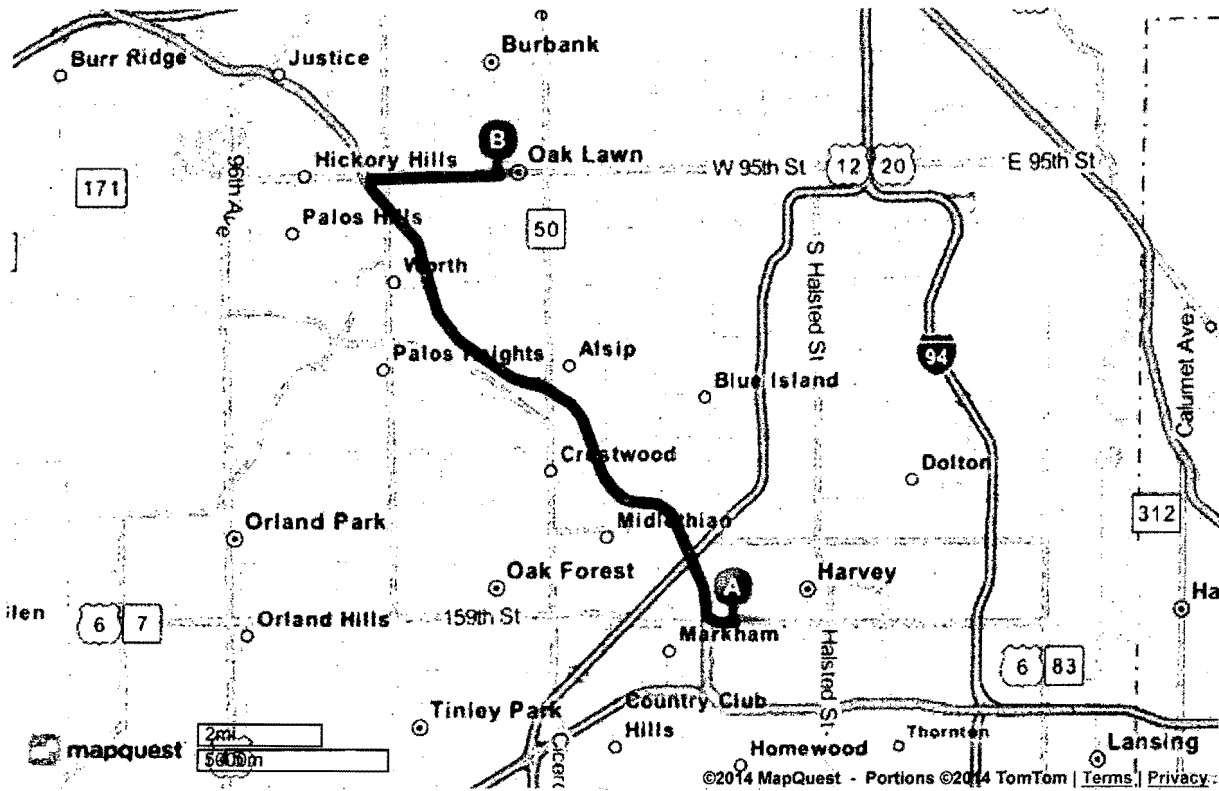 Burbank
Burr Ridge
Justice
B
Oak Lawn
Hickory Hills
W 95th St
12
20
E 95th St
171
96th Ave
Palos Hills
50
S Halsted St
Worth
Calumet Ave
Palos Heights
Alsip
94
Blue Island
Crestwood
Dolton
Orland Park
Midlothian
312
Oak Forest
A
Harvey
Ha
ilen
6
7
Orland Hills
159th St
Markham
Halsted St
6
83
Tinley Park
Country Club
Hills
Cicero
Homewood
Thornton
Lansing
mapquest
2mi
©2014 MapQuest - Portions ©2014 TomTom | Terms | Privacy